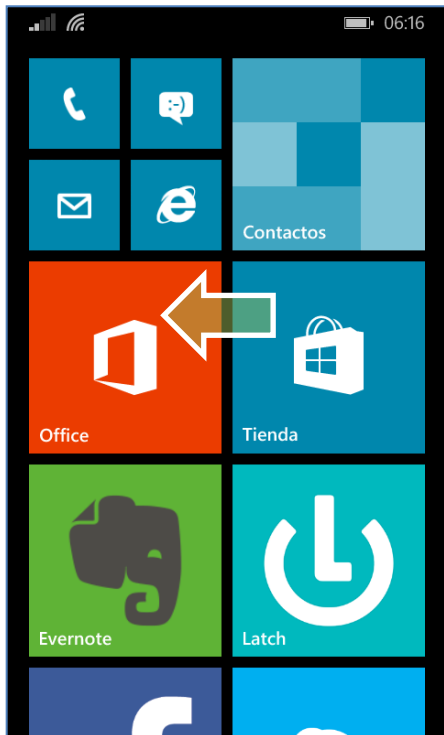 06:16
:-)
Contactos
Office
Tienda
Evernote
Latch